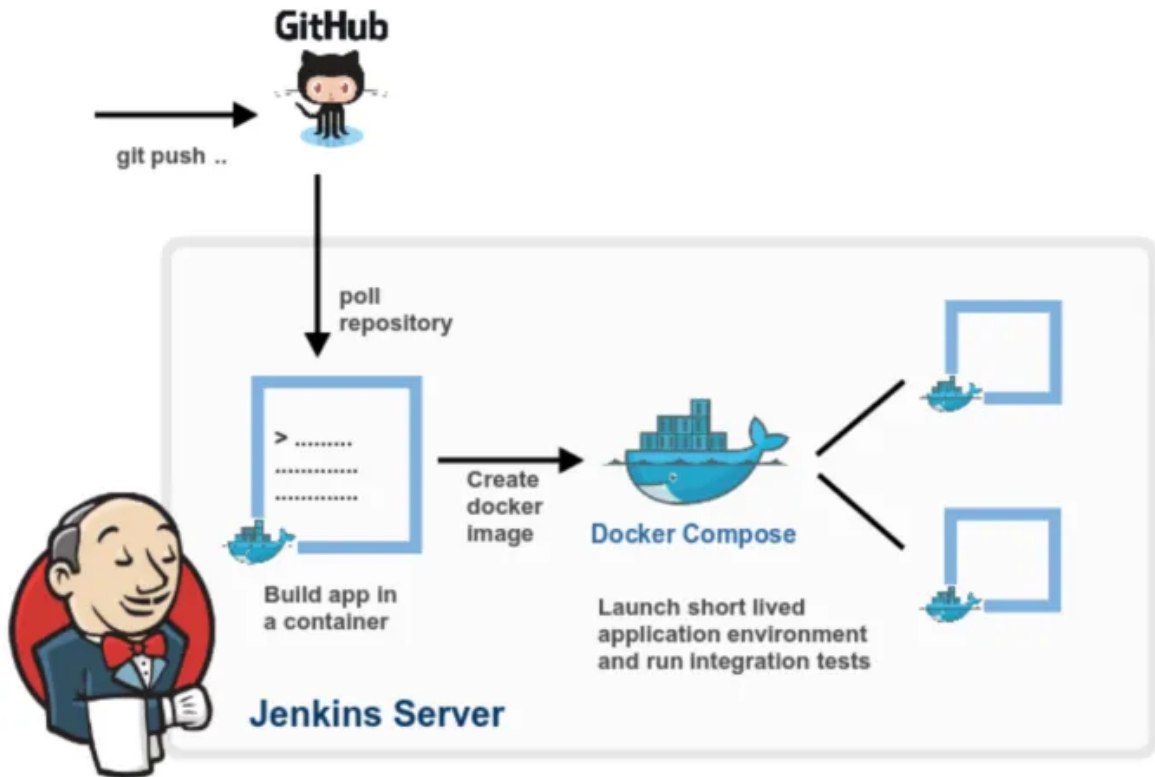 GitHub
git push ..
poll
repository
> .........
.............
.............
Create
docker
image
Docker Compose
Build app in
a container
Launch short lived
application environment
and run integration tests
Jenkins Server